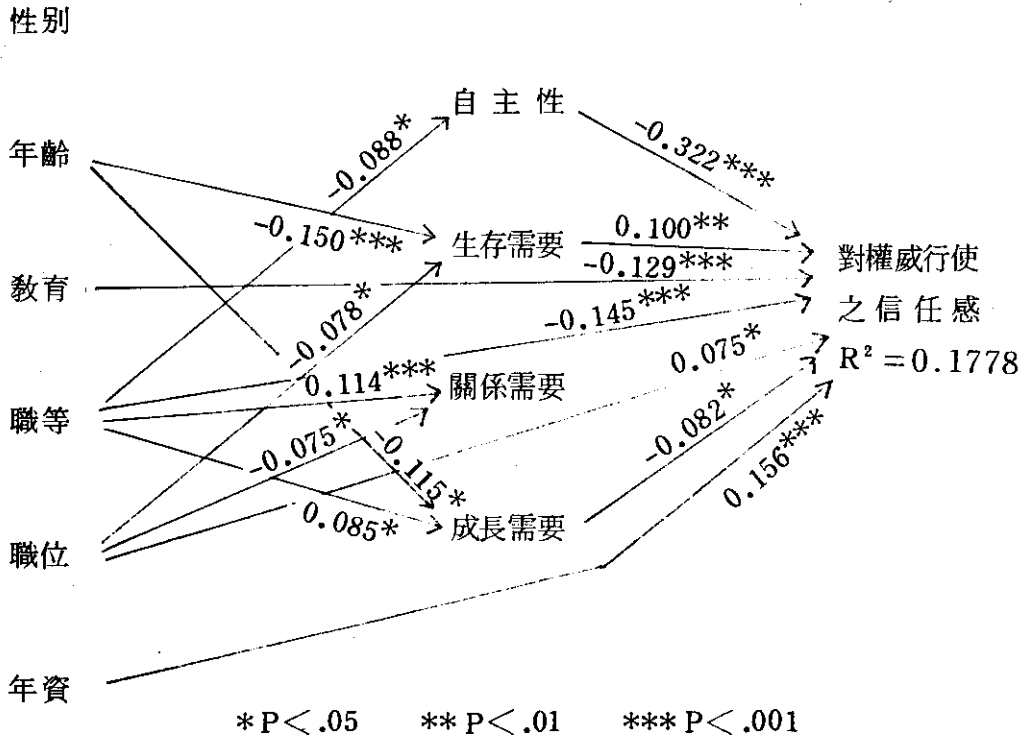 性別
自主性
年齡
-0.088*
-0.322***
-0.150***
生存需要
0.100**
對權威行使
教育
-0.129***
之信任感
-0.078*
-0.145***
0.075*
R² = 0.1778
0.114***
關係需要
職等
-0.075*
-0.082*
-0.115*
0.156***
0.085*
成長需要
職位
年資
*P<.05 **P<.01 ***P<.001